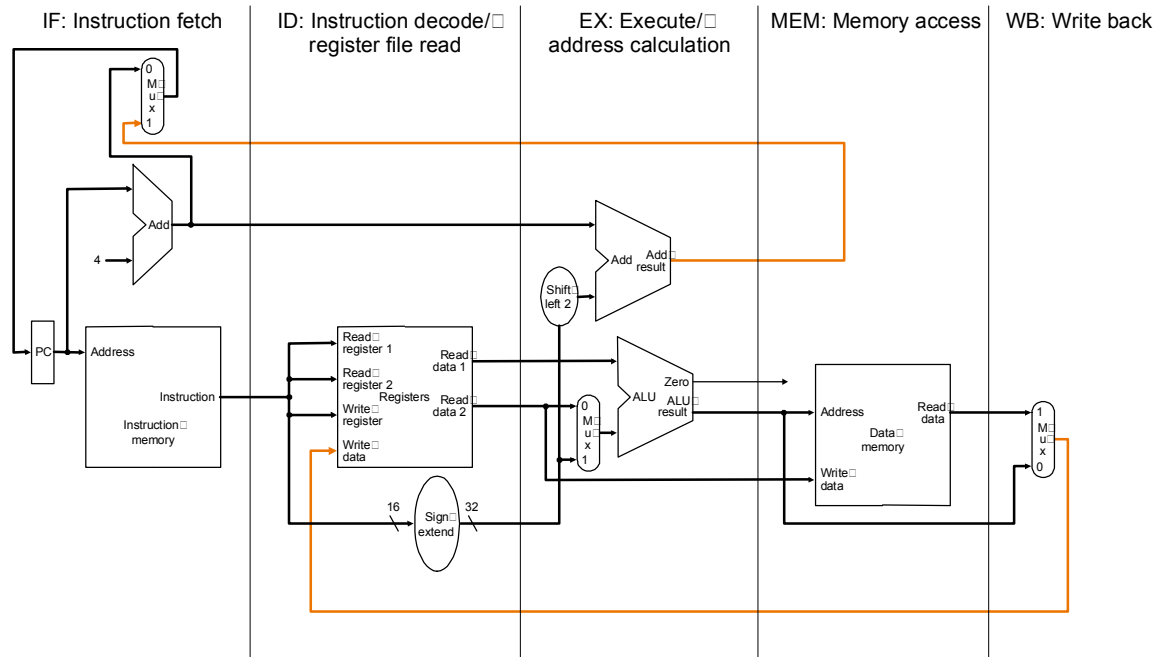 IF: Instruction fetch
ID: Instruction decode/□
register file read
EX: Execute/□
address calculation
MEM: Memory access
WB: Write back
0
M□
u□
x
1
Add
4
Add
Add□
result
Shift□
left 2
PC
Address
Instruction
Instruction□
memory
Read□
register 1
Read□
register 2
Write□
register
Write□
data
Registers
Read□
data 1
Read□
data 2
0
M□
u□
x
1
ALU
Zero
ALU□
result
Address
Write□
data
Read□
data
Data□
memory
1
M□
u□
x
0
16
Sign□
extend
32